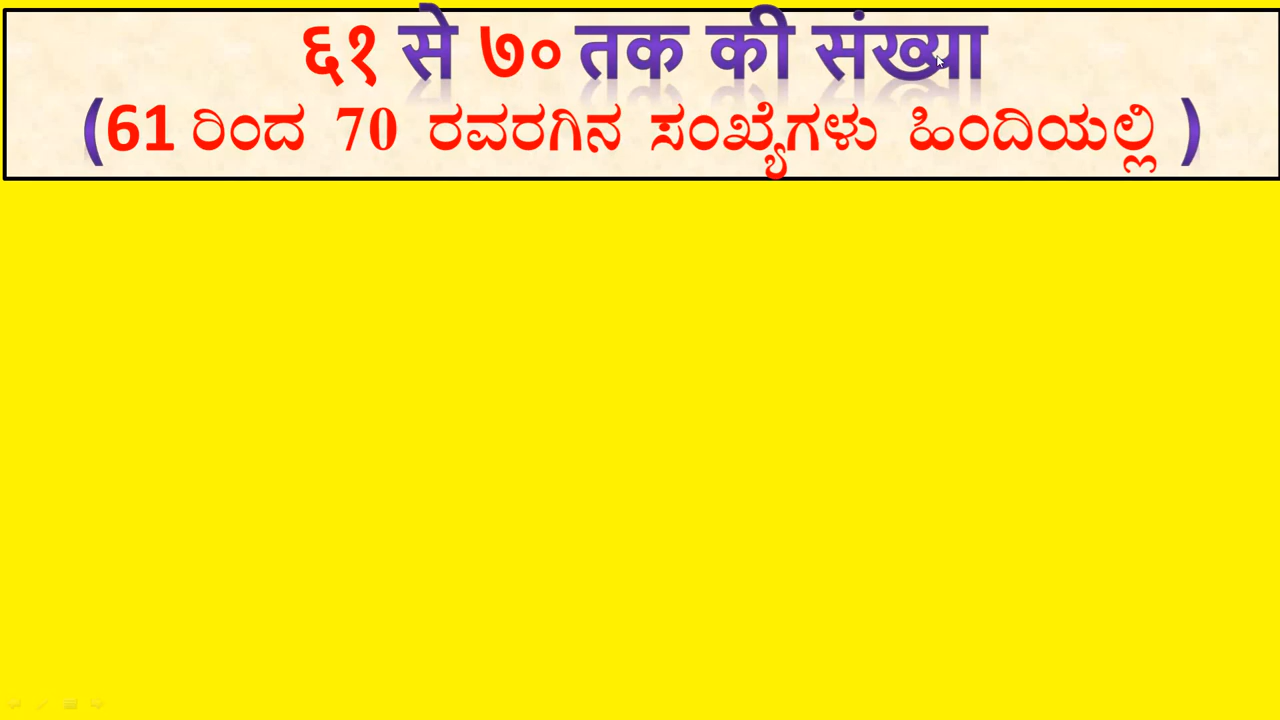 ६१ से ७० तक की संख्या
(61 ರಿಂದ 70 ರವರಗಿನ ಸಂಖ್ಯೆಗಳು ಹಿಂದಿಯಲ್ಲಿ )